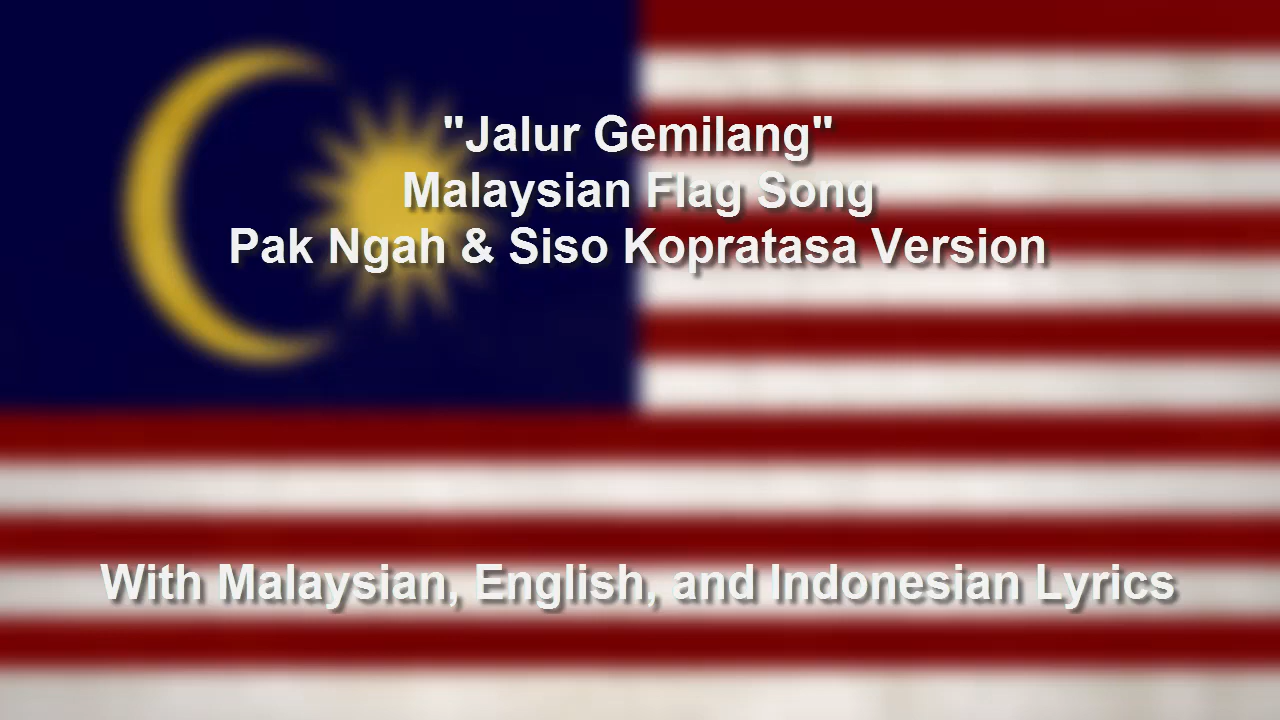 "Jalur Gemilang"
Malaysian Flag Song
Pak Ngah & Siso Kopratasa Version
With Malaysian, English, and Indonesian Lyrics